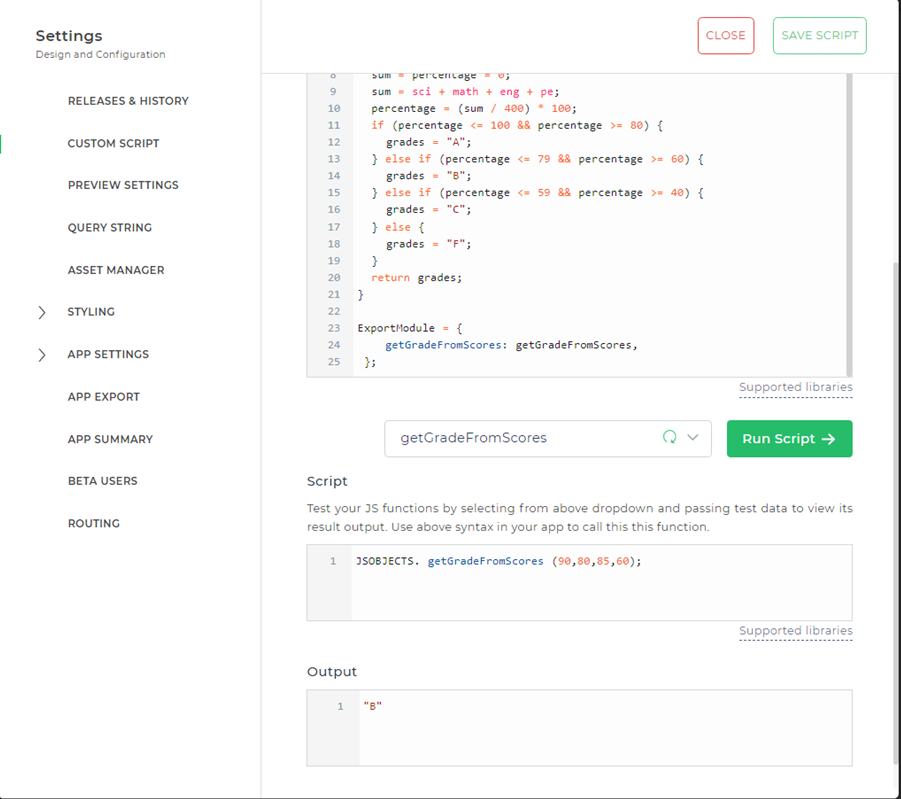 Settings
Design and Configuration
CLOSE
SAVE SCRIPT
RELEASES & HISTORY
CUSTOM SCRIPT
PREVIEW SETTINGS
QUERY STRING
ASSET MANAGER
STYLING
APP SETTINGS
APP EXPORT
APP SUMMARY
BETA USERS
ROUTING
8 sum = percentage = 0;
9 sum = sci + math + eng + pe;
10 percentage = (sum / 400) * 100;
11 if (percentage <= 100 && percentage >= 80) {
12 grades = "A";
13 } else if (percentage <= 79 && percentage >= 60) {
14 grades = "B";
15 } else if (percentage <= 59 && percentage >= 40) {
16 grades = "C";
17 } else {
18 grades = "F";
19 }
20 return grades;
21 }
22
23 ExportModule = {
24 getGradeFromScores: getGradeFromScores,
25 };
Supported libraries
getGradeFromScores
Run Script →
Script
Test your JS functions by selecting from above dropdown and passing test data to view its
result output. Use above syntax in your app to call this this function.
1 JSOBJECTS. getGradeFromScores (90,80,85,60);
Supported libraries
Output
1 "B"